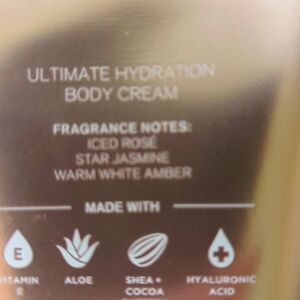 ULTIMATE HYDRATION
BODY CREAM
FRAGRANCE NOTES:
ICED ROSÉ
STAR JASMINE
WARM WHITE AMBER
MADE WITH
E
VITAMIN
E
ALOE
SHEA +
COCOA
HYALURONIC
ACID